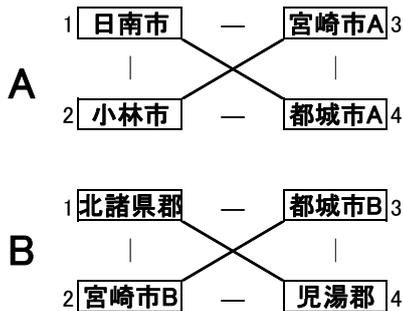 1 日南市 — 宮崎市A 3
A
2 小林市 — 都城市A 4
1 北諸県郡 — 都城市B 3
B
2 宮崎市B — 児湯郡 4